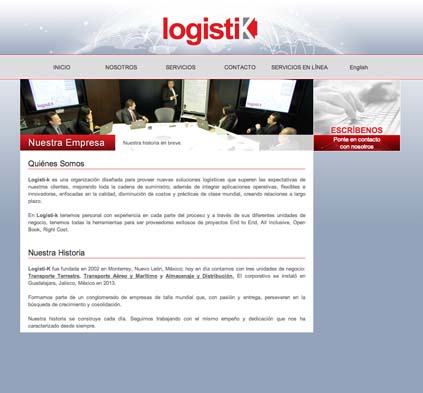 logistik
INICIO NOSOTROS SERVICIOS CONTACTO SERVICIOS EN LÍNEA English
Nuestra Empresa
Nuestra historia en breve.
ESCRÍBENOS
Ponte en contacto
con nosotros
Quiénes Somos
Logisti-k es una organización diseñada para proveer nuevas soluciones logísticas que superen las expectativas de
nuestros clientes, mejorando toda la cadena de suministro, además de integrar aplicaciones operativas, flexibles e
innovadoras, enfocadas en la calidad, disminución de costos y prácticas de clase mundial, creando relaciones a largo
plazo.
En Logistik tenemos personal con experiencia en cada parte del proceso y a través de sus diferentes unidades de
negocio, tenemos todas la herramientas para ser proveedores exitosos de proyectos End to End, All Inclusive, Open
Book, Right Cost.
Nuestra Historia
Logisti-K fue fundada en 2002 en Monterrey, Nuevo León, México; hoy en día contamos con tres unidades de negocio:
Transporte Terrestre, Transporte Aéreo y Marítimo y Almacenaje y Distribución. El corporativo se instaló en
Guadalajara, Jalisco, México en 2013.
Formamos parte de un conglomerado de empresas de talla mundial que, con pasión y entrega, perseveran en la
búsqueda de crecimiento y cosolidación.
Nuestra historia se construye cada día. Seguimos trabajando con el mismo empeño y dedicación que nos ha
caracterizado desde siempre.